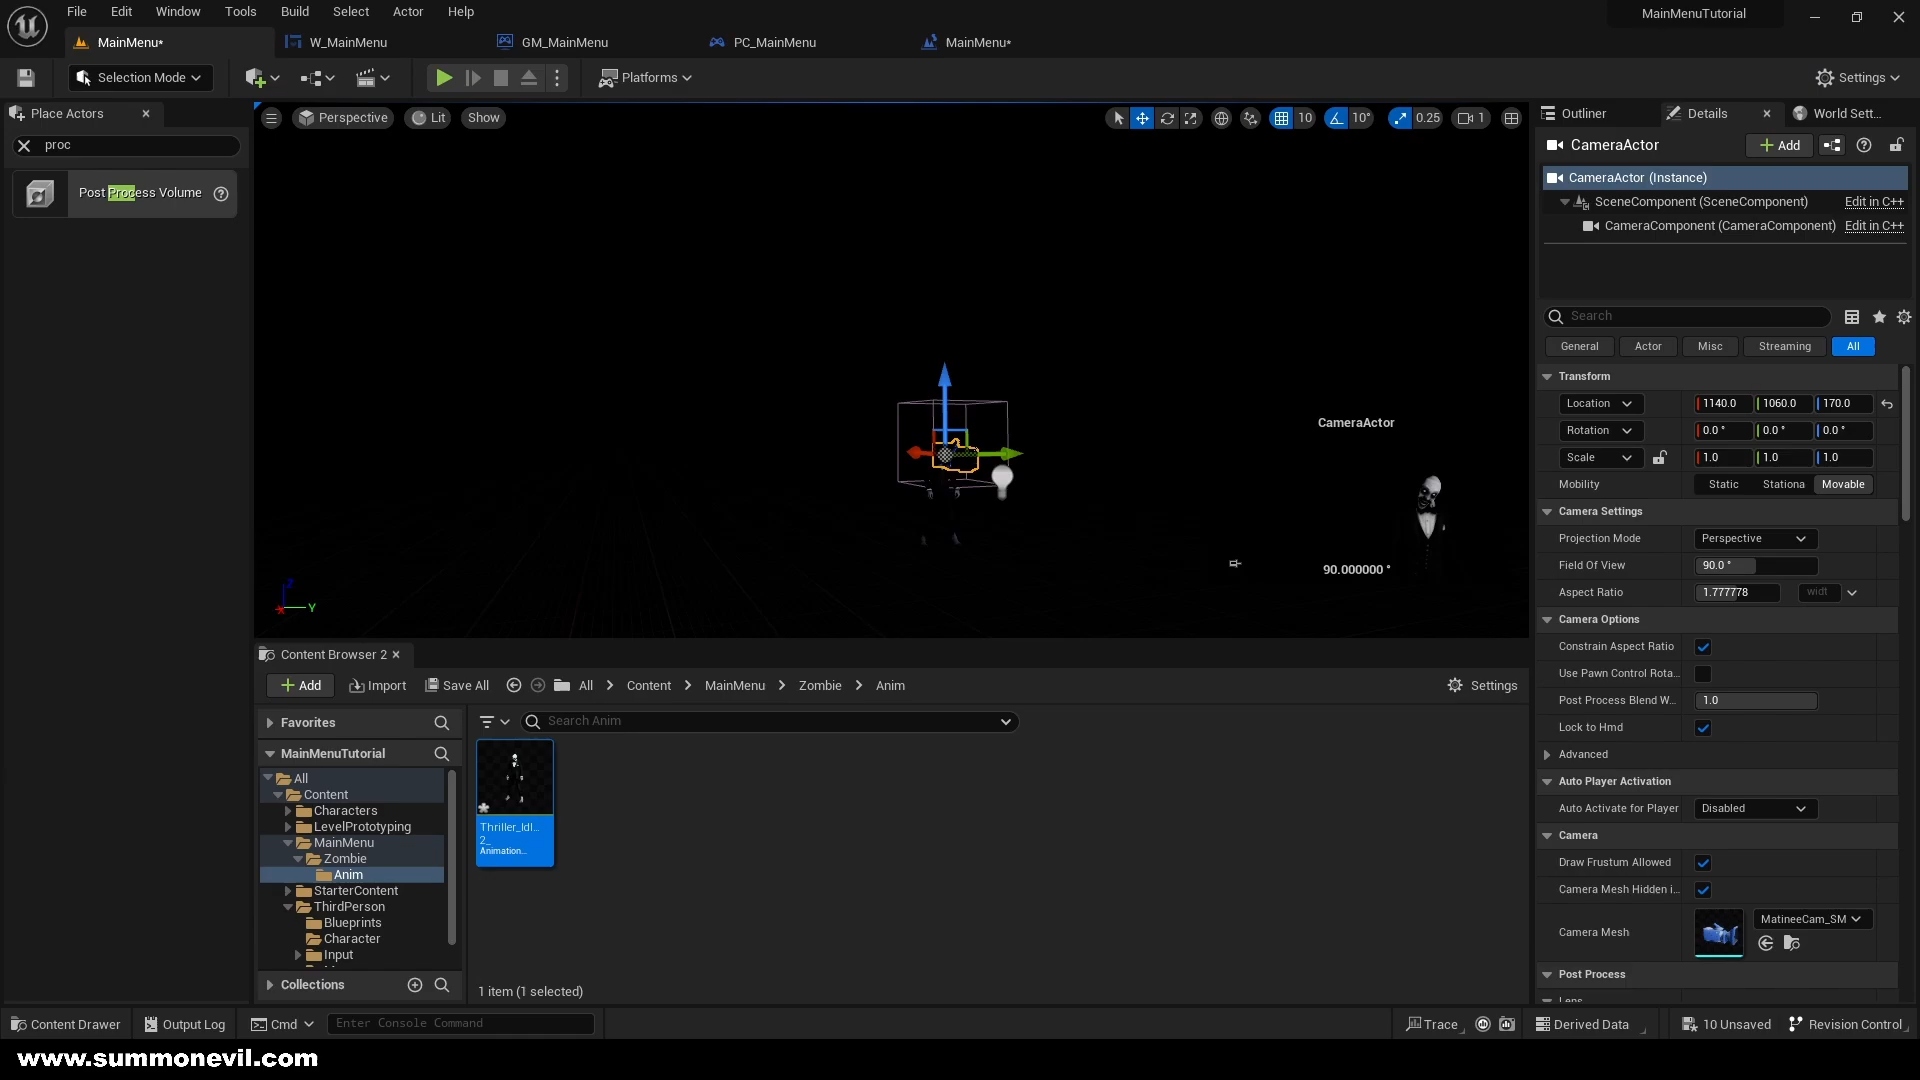 File Edit Window Tools Build Select Actor Help
MainMenuTutorial
MainMenu*
W_MainMenu
GM_MainMenu
PC_MainMenu
MainMenu*
Selection Mode
Platforms
Settings
Place Actors
proc
Post Process Volume
Perspective
Lit
Show
10
10°
0.25
1
CameraActor
90.000000 °
Z
Y
X
Outliner
Details
World Sett...
CameraActor
Add
CameraActor (Instance)
SceneComponent (SceneComponent) Edit in C++
CameraComponent (CameraComponent) Edit in C++
Search
General Actor Misc Streaming All
Transform
Location 1140.0 1060.0 170.0
Rotation 0.0 ° 0.0 ° 0.0 °
Scale 1.0 1.0 1.0
Mobility Static Stationa Movable
Camera Settings
Projection Mode Perspective
Field Of View 90.0 °
Aspect Ratio 1.777778 widt
Camera Options
Constrain Aspect Ratio
Use Pawn Control Rota...
Post Process Blend W... 1.0
Lock to Hmd
Advanced
Auto Player Activation
Auto Activate for Player Disabled
Camera
Draw Frustum Allowed
Camera Mesh Hidden i...
Camera Mesh MatineeCam_SM
Post Process
Lens
Content Browser 2
Add Import Save All All Content MainMenu Zombie Anim Settings
Favorites
MainMenuTutorial
All
Content
Characters
LevelPrototyping
MainMenu
Zombie
Anim
StarterContent
ThirdPerson
Blueprints
Character
Input
Collections
Search Anim
Thriller_Idl...
2_
Animation...
1 item (1 selected)
Content Drawer Output Log Cmd Enter Console Command Trace Derived Data 10 Unsaved Revision Control
www.summonevil.com